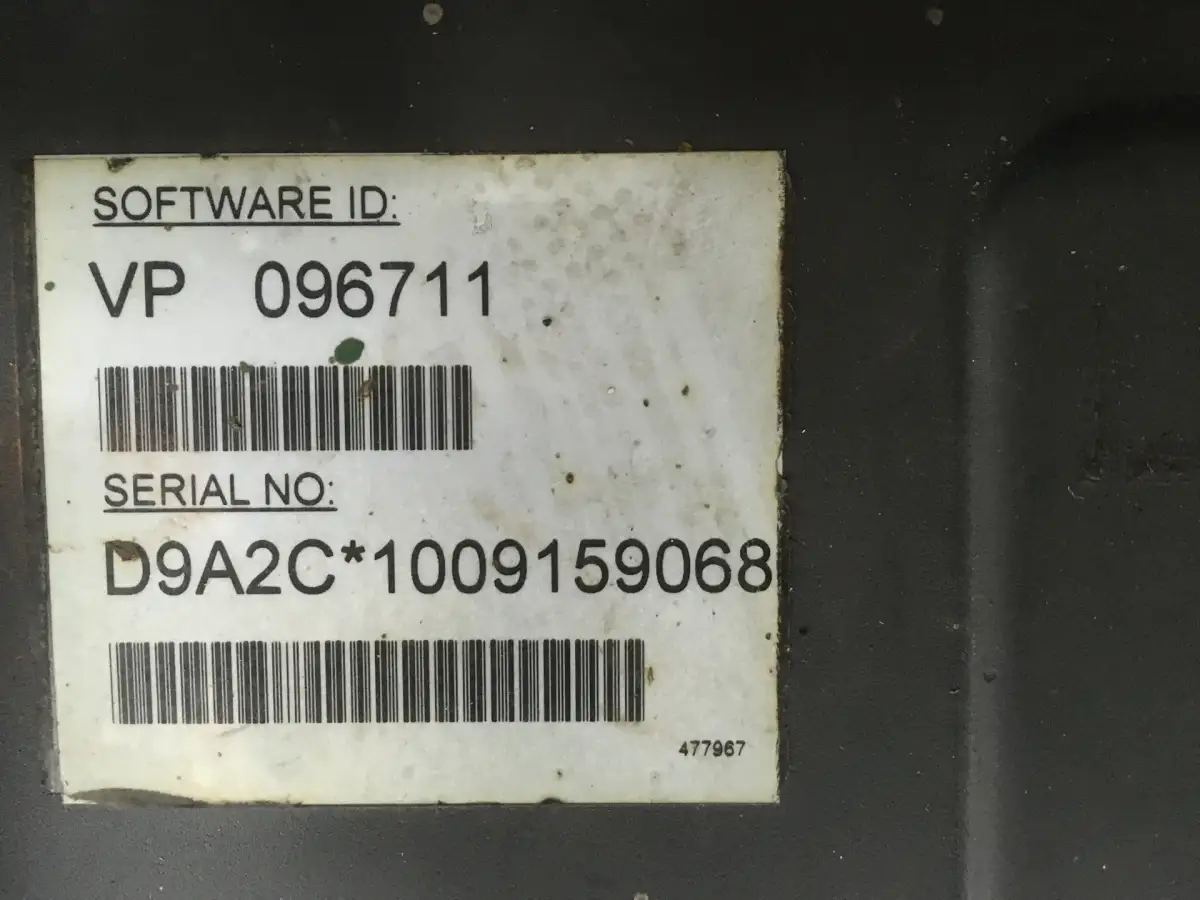 SOFTWARE ID:
VP 096711
SERIAL NO:
D9A2C*1009159068
477967